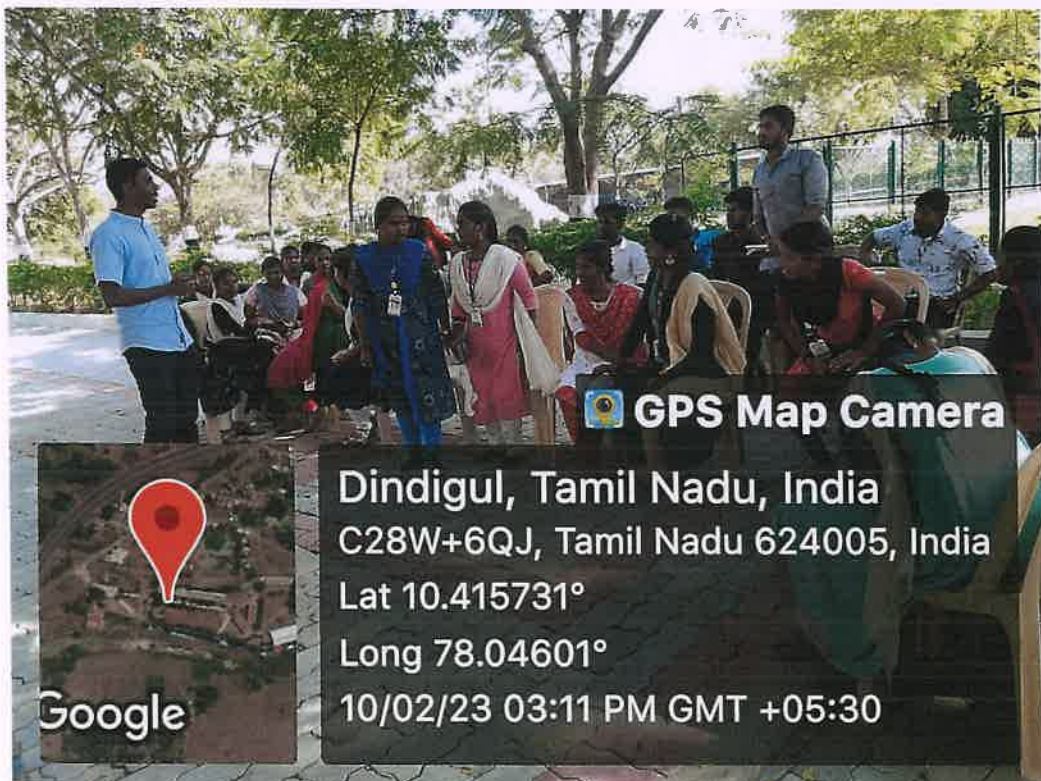 GPS Map Camera
Dindigul, Tamil Nadu, India
C28W+6QJ, Tamil Nadu 624005, India
Lat 10.415731°
Long 78.04601°
10/02/23 03:11 PM GMT +05:30
Google